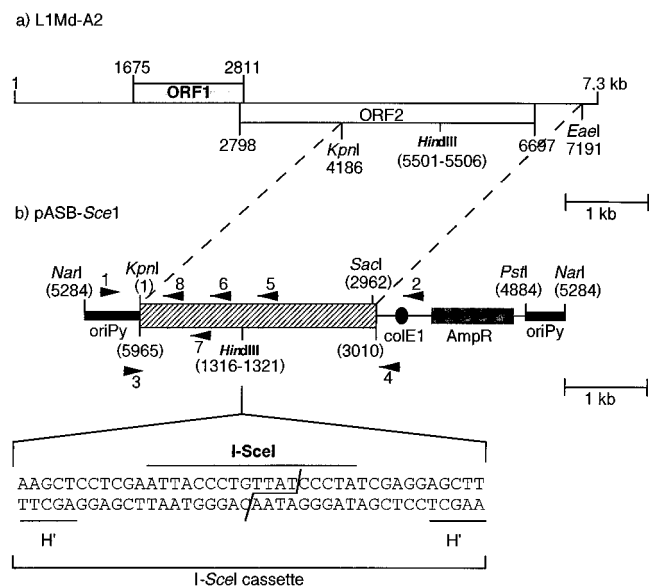 a) L1Md-A2
1 1675 2811 7.3 kb
ORF1
ORF2
2798 KpnI 4186 HindIII (5501-5506) 6697 EaeI 7191
1 kb
b) pASB-Sce1
NarI (5284) 1 KpnI (1) 8 6 5 SacI (2962) 2 PstI (4884) NarI (5284)
oriPy colE1 AmpR oriPy
(5965) 7 HindIII (1316-1321) (3010)
3 4
1 kb
I-SceI
AAGCTCCTCGAATTACCCTGTTATCCCTATCGAGGAGCTT
TTCGAGGAGCTTAATGGGACAATAGGGATAGCTCCTCGAA
H' H'
I-SceI cassette